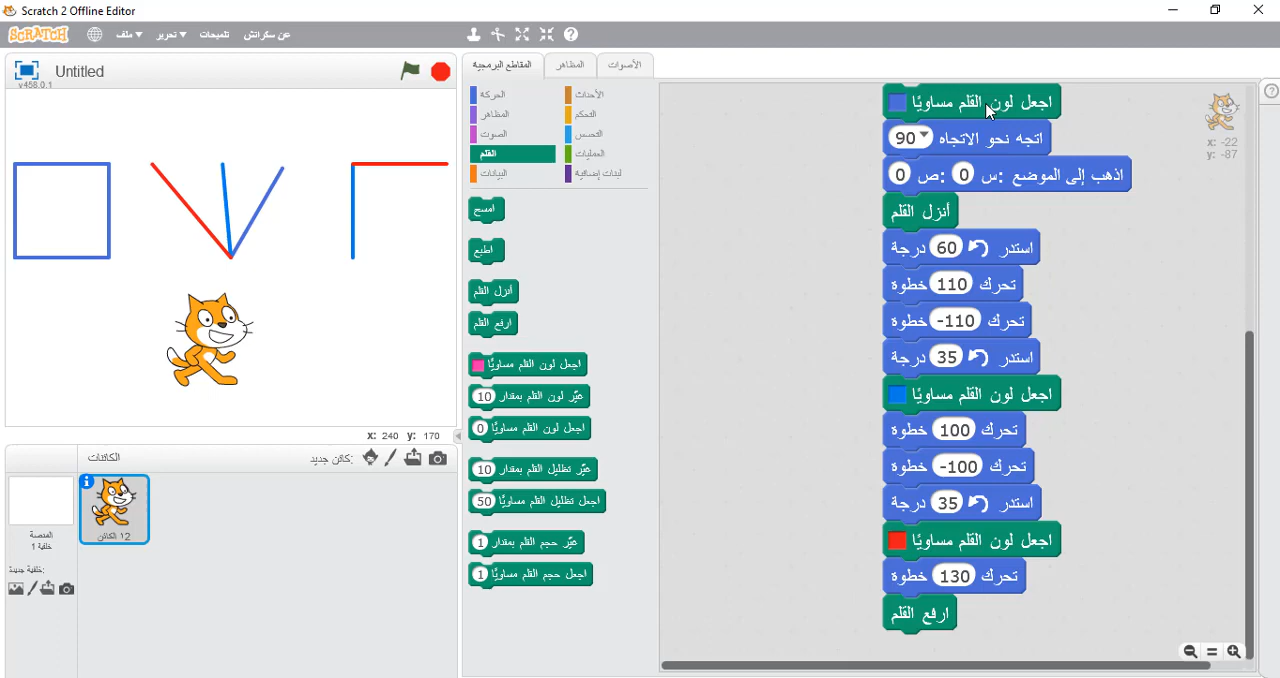 Scratch 2 Offline Editor
SCRATCH ملف تحرير تلميحات عن سكراتش
Untitled
v458.0.1
x: 240 y: 170
الكائنات
كائن جديد:
المنصة
خلفية 1
خلفية جديدة:
الكائن ١٢
المقاطع البرمجية
المظاهر
الأصوات
الحركة
الأحداث
المظاهر
التحكم
الصوت
التحسس
القلم
العمليات
البيانات
لبنات إضافية
امسح
اطبع
أنزل القلم
ارفع القلم
اجعل لون القلم مساويًا
غيّر لون القلم بمقدار 10
اجعل لون القلم مساويًا 0
غيّر تظليل القلم بمقدار 10
اجعل تظليل القلم مساويًا 50
غيّر حجم القلم بمقدار 1
اجعل حجم القلم مساويًا 1
اجعل لون القلم مساويًا
اتجه نحو الاتجاه 90
اذهب إلى الموضع س: 0 ص: 0
أنزل القلم
استدر 60 درجة
تحرك 110 خطوة
تحرك -110 خطوة
استدر 35 درجة
اجعل لون القلم مساويًا
تحرك 100 خطوة
تحرك -100 خطوة
استدر 35 درجة
اجعل لون القلم مساويًا
تحرك 130 خطوة
ارفع القلم
x: -22
y: -87